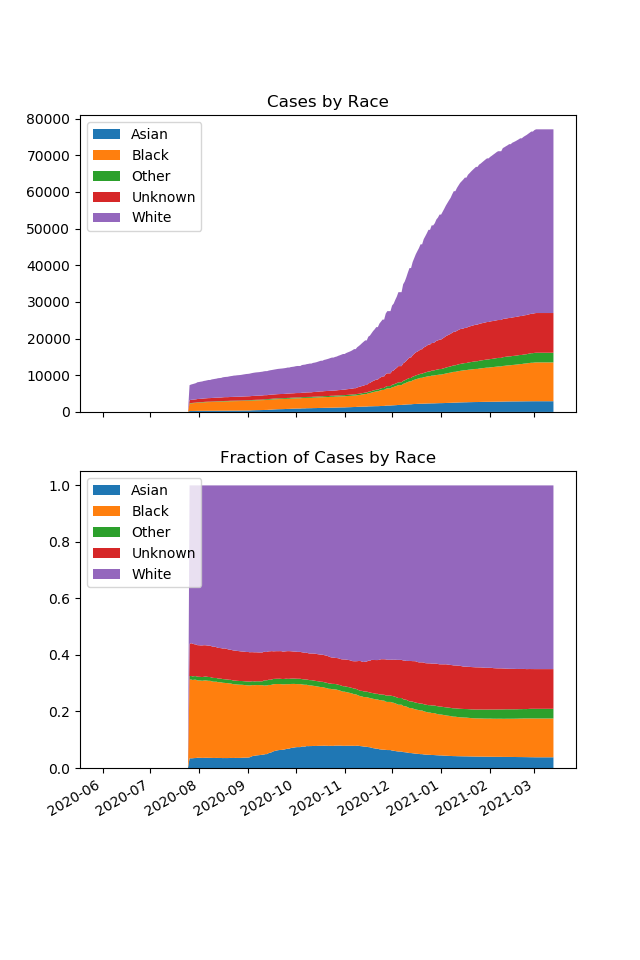 Cases by Race
80000
70000
60000
50000
40000
30000
20000
10000
0
Asian
Black
Other
Unknown
White
Fraction of Cases by Race
1.0
0.8
0.6
0.4
0.2
0.0
Asian
Black
Other
Unknown
White
2020-06 2020-07 2020-08 2020-09 2020-10 2020-11 2020-12 2021-01 2021-02 2021-03